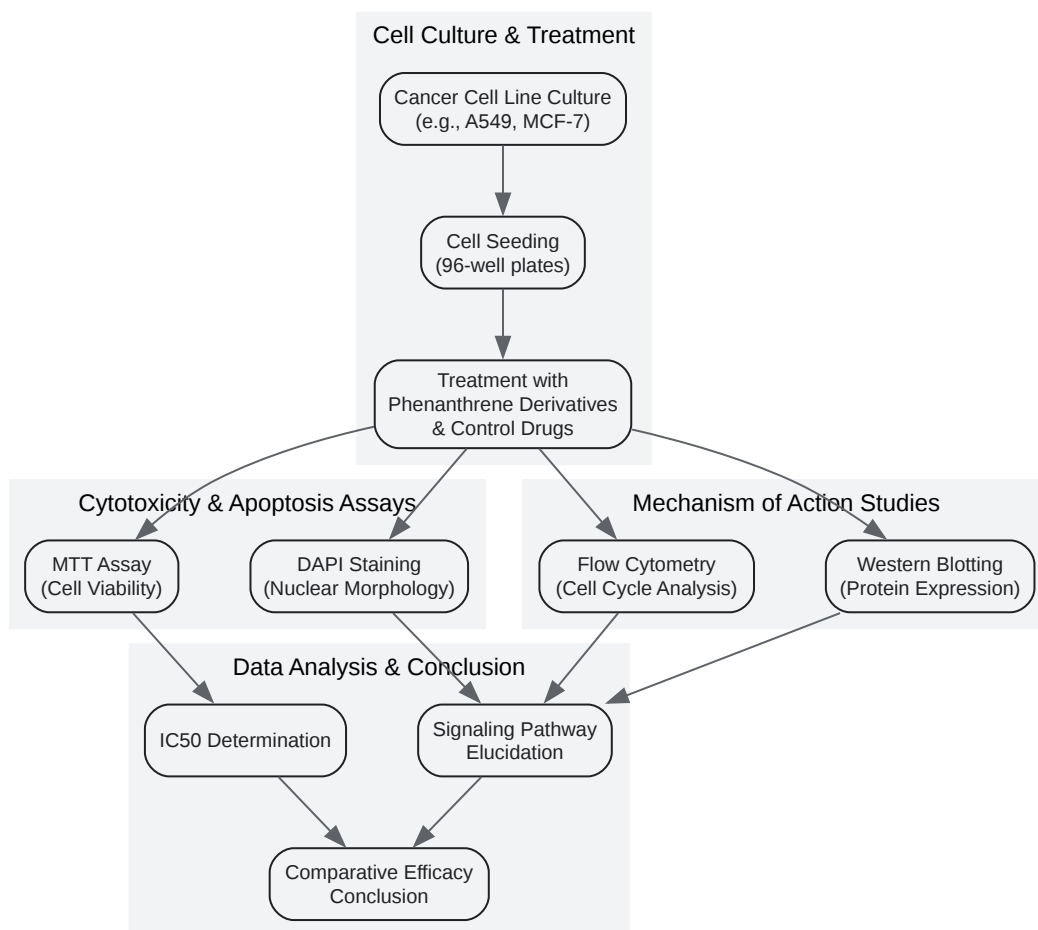 Cell Culture & Treatment
Cancer Cell Line Culture
(e.g., A549, MCF-7)
Cell Seeding
(96-well plates)
Treatment with
Phenanthrene Derivatives
& Control Drugs
Cytotoxicity & Apoptosis Assays
Mechanism of Action Studies
MTT Assay
(Cell Viability)
DAPI Staining
(Nuclear Morphology)
Flow Cytometry
(Cell Cycle Analysis)
Western Blotting
(Protein Expression)
Data Analysis & Conclusion
IC50 Determination
Signaling Pathway
Elucidation
Comparative Efficacy
Conclusion